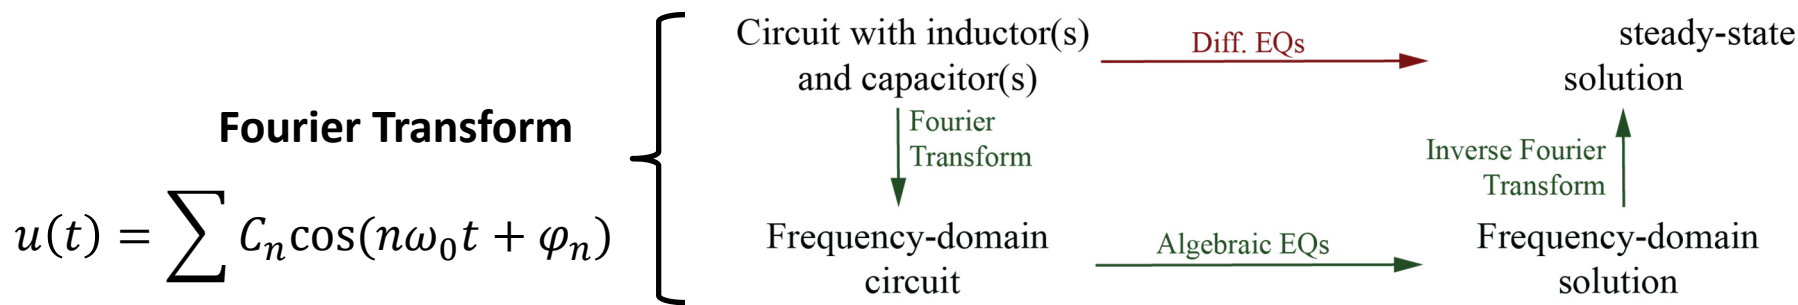 Fourier Transform
u(t) = ∑ Cₙcos(nω₀t + φₙ)
Circuit with inductor(s)
and capacitor(s)
Diff. EQs
steady-state
solution
Fourier
Transform
Inverse Fourier
Transform
Frequency-domain
circuit
Algebraic EQs
Frequency-domain
solution